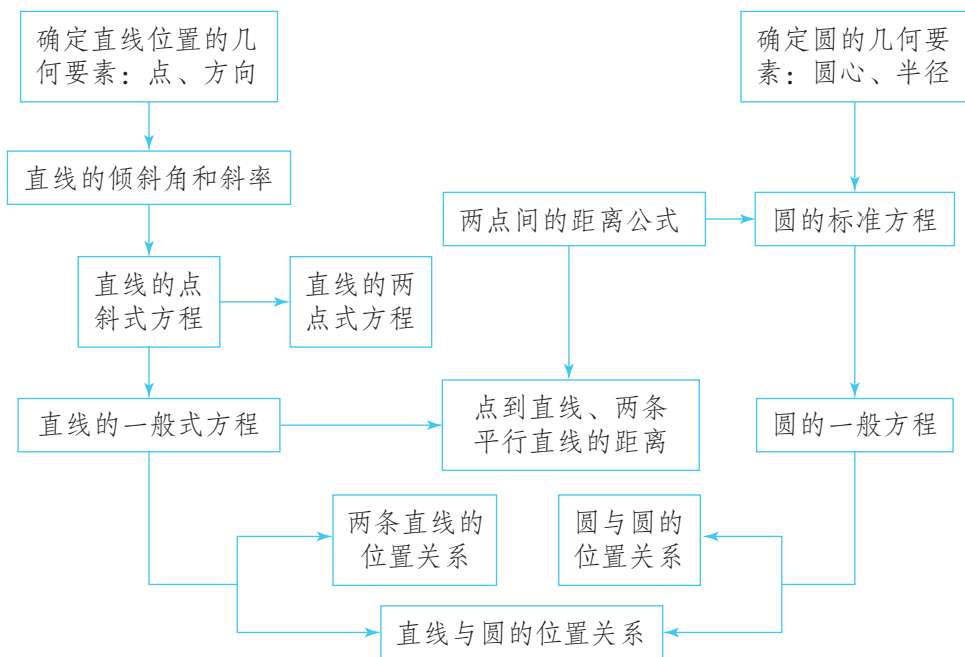 确定直线位置的几
何要素：点、方向
确定圆的几何要
素：圆心、半径
直线的倾斜角和斜率
两点间的距离公式
圆的标准方程
直线的点
斜式方程
直线的两
点式方程
直线的一般式方程
点到直线、两条
平行直线的距离
圆的一般方程
两条直线的
位置关系
圆与圆的
位置关系
直线与圆的位置关系